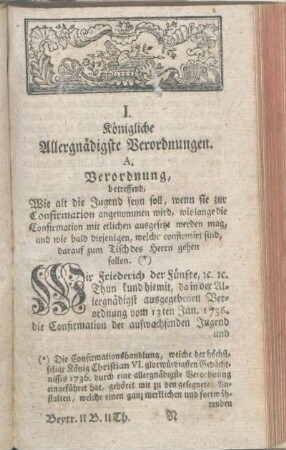 I.
Königliche
Allergnädigste Verordnungen.
A.
Verordnung,
betreffend,
Wie alt die Jugend seyn soll, wenn sie zur
Confirmation angenommen wird, wie lange die
Confirmation mit etlichen ausgesetzt werden mag,
und wie bald diejenigen, welche confirmirt sind,
darauf zum Tisch des Herrn gehen
sollen. (*)
Wir Friederich der Fünfte, ꝛc. ꝛc.
Thun kund hiemit, da in der Al-
lergnädigst ausgegebenen Ver-
ordnung vom 13ten Jan. 1736.
die Confirmation der aufwachsenden Jugend
und
(*) Die Confirmationshandlung, welche der höchst-
selige König Christian VI. glorwürdigsten Gedächt-
nisses 1736. durch eine allergnädigste Verordnung
eingeführet hat, gehöret mit zu den gesegneten An-
stalten, welche einen ganz merklichen und fortwäh-
renden
Beytr. II B. II Th. N